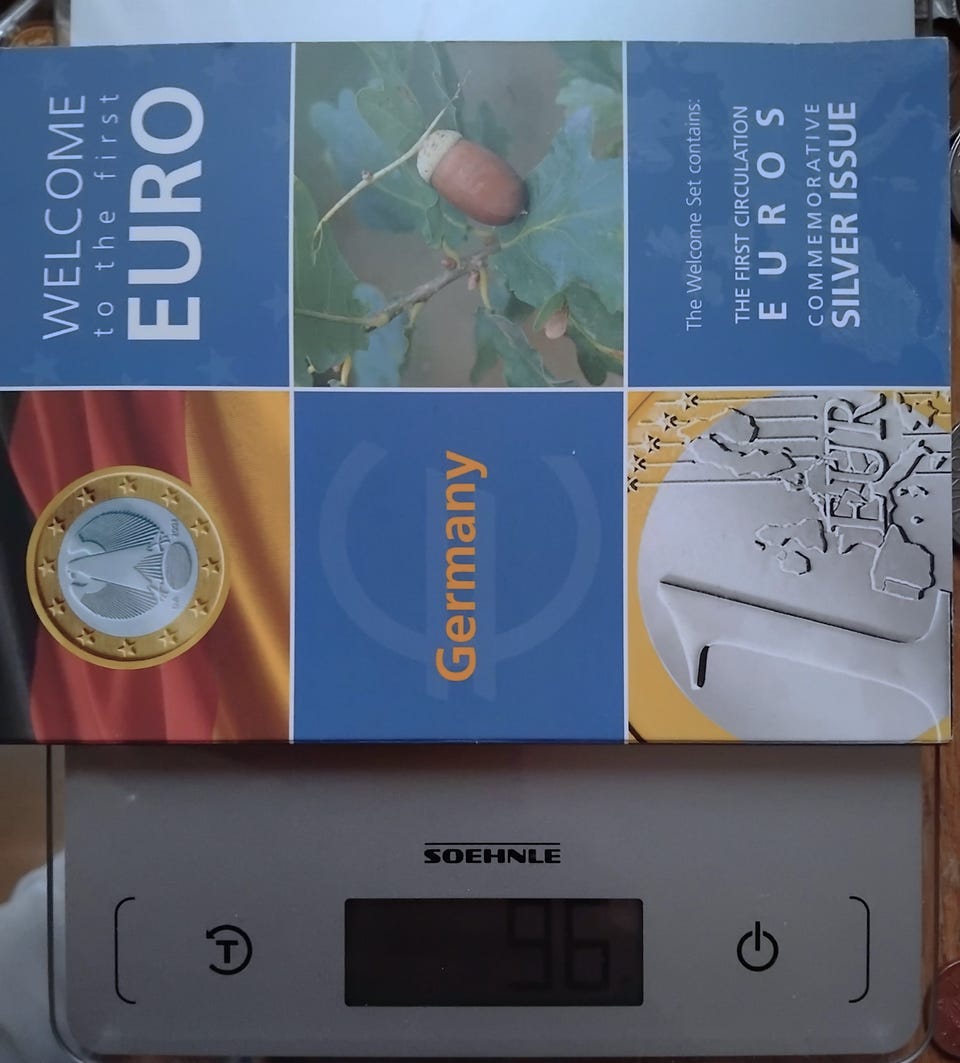 WELCOME
to the first
EURO
The Welcome Set contains:
THE FIRST CIRCULATION
EUROS
COMMEMORATIVE
SILVER ISSUE
2002
Germany
1
EURO
SOEHNLE
T
96